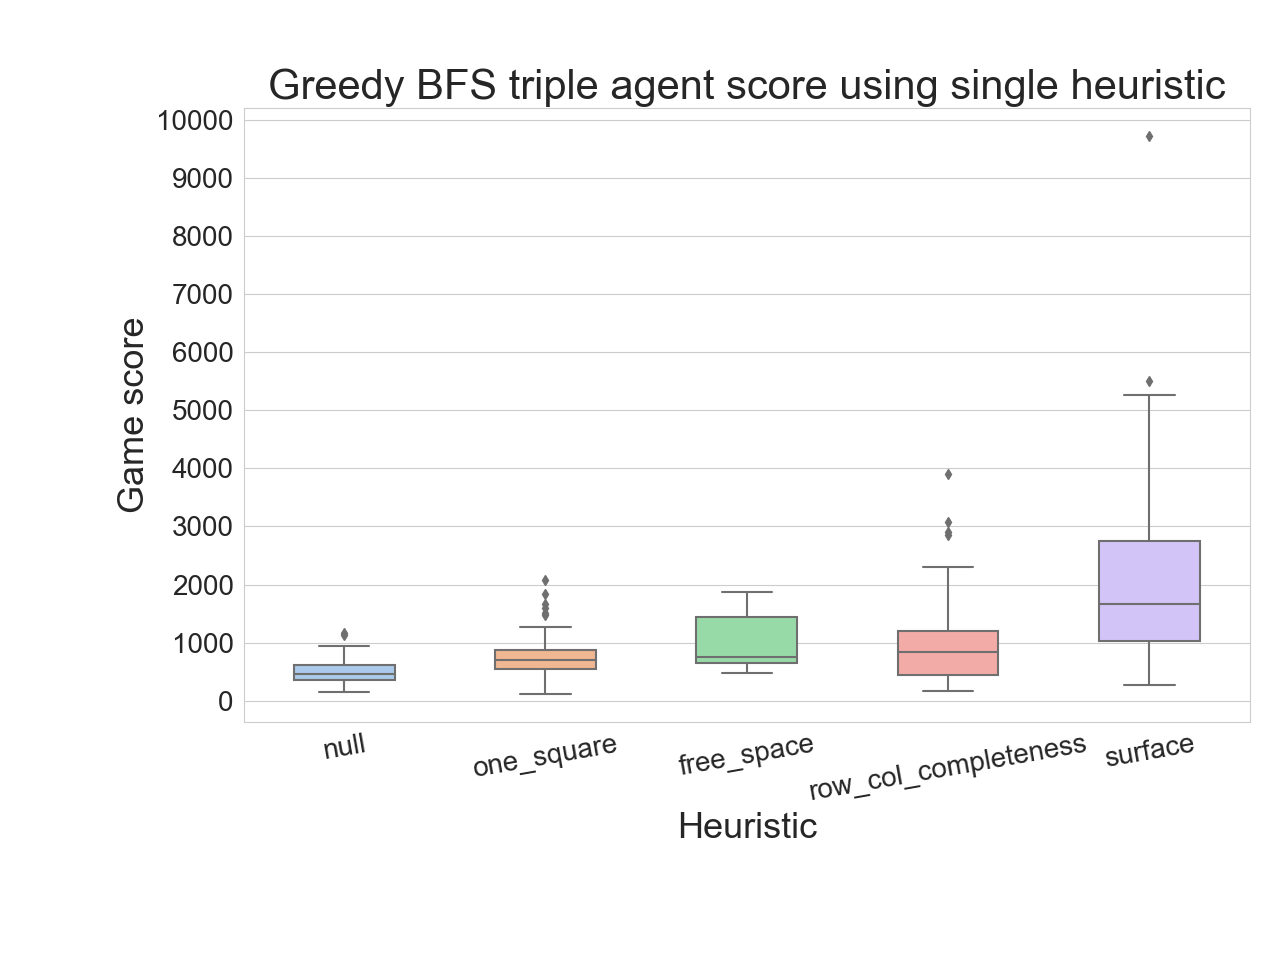 Greedy BFS triple agent score using single heuristic
10000
9000
8000
7000
6000
5000
4000
3000
2000
1000
0
Game score
null
one_square
free_space
row_col_completeness
surface
Heuristic